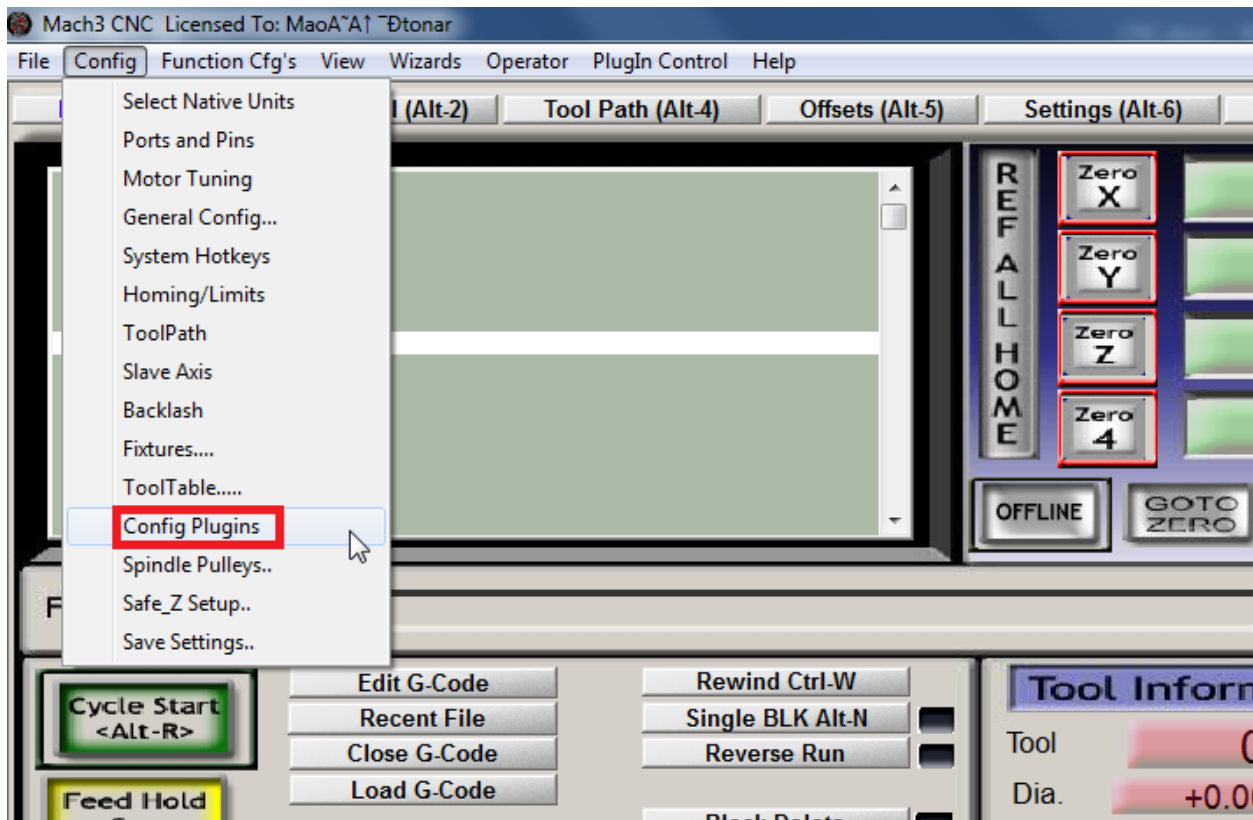 Mach3 CNC Licensed To: MaoA˜A↑ ¯Ðtonar
File Config Function Cfg's View Wizards Operator PlugIn Control Help
(Alt-2) Tool Path (Alt-4) Offsets (Alt-5) Settings (Alt-6)
Select Native Units
Ports and Pins
Motor Tuning
General Config...
System Hotkeys
Homing/Limits
ToolPath
Slave Axis
Backlash
Fixtures....
ToolTable.....
Config Plugins
Spindle Pulleys..
Safe_Z Setup..
Save Settings..
REF ALL HOME
Zero
X
Zero
Y
Zero
Z
Zero
4
OFFLINE
GOTO
ZERO
Cycle Start
<Alt-R>
Feed Hold
Edit G-Code
Recent File
Close G-Code
Load G-Code
Rewind Ctrl-W
Single BLK Alt-N
Reverse Run
Tool Inforr
Tool
Dia. +0.00